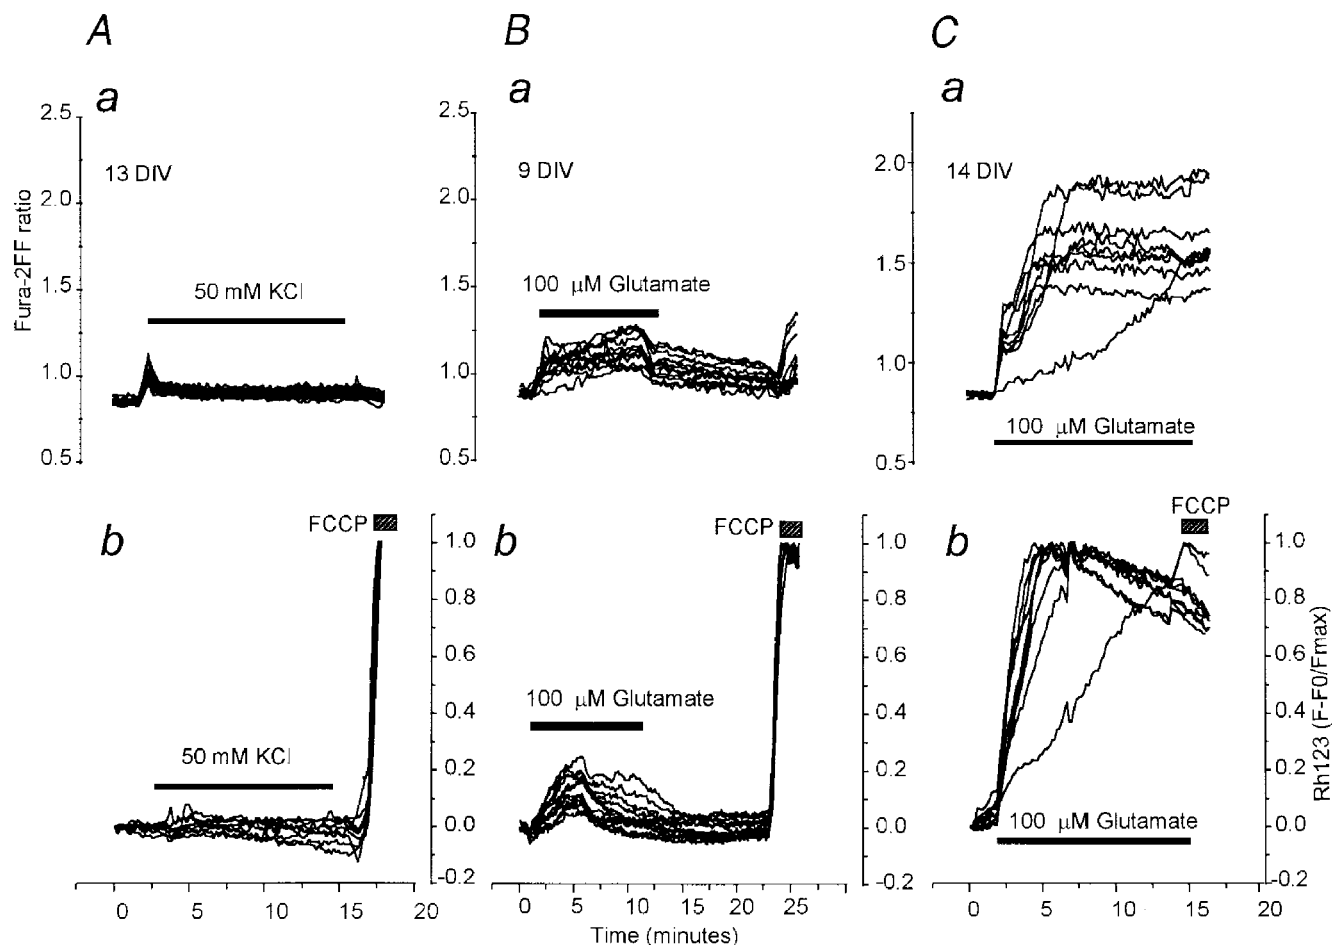 A
B
C
a
a
a
2.5
2.0
1.5
1.0
0.5
Fura-2FF ratio
13 DIV
50 mM KCl
2.5
2.0
1.5
1.0
0.5
9 DIV
100 μM Glutamate
2.0
1.5
1.0
0.5
14 DIV
100 μM Glutamate
b
b
b
FCCP
50 mM KCl
1.0
0.8
0.6
0.4
0.2
0.0
-0.2
0
5
10
15
20
FCCP
100 μM Glutamate
1.0
0.8
0.6
0.4
0.2
0.0
-0.2
0
5
10
15
20
25
Time (minutes)
FCCP
100 μM Glutamate
1.0
0.8
0.6
0.4
0.2
0.0
-0.2
Rh123 (F-F0/Fmax)
0
5
10
15
20